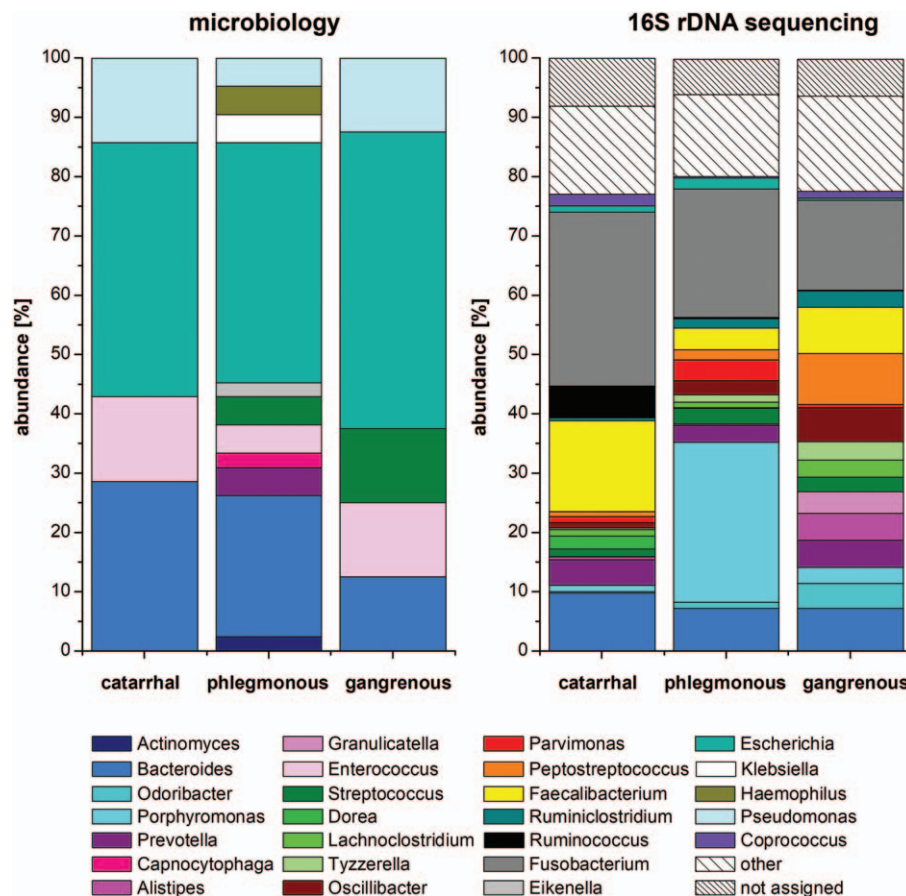 microbiology
16S rDNA sequencing
abundance [%]
100
90
80
70
60
50
40
30
20
10
0
catarrhal phlegmonous gangrenous
abundance [%]
100
90
80
70
60
50
40
30
20
10
0
catarrhal phlegmonous gangrenous
Actinomyces
Bacteroides
Odoribacter
Porphyromonas
Prevotella
Capnocytophaga
Alistipes
Granulicatella
Enterococcus
Streptococcus
Dorea
Lachnoclostridium
Tyzzerella
Oscillibacter
Parvimonas
Peptostreptococcus
Faecalibacterium
Ruminiclostridium
Ruminococcus
Fusobacterium
Eikenella
Escherichia
Klebsiella
Haemophilus
Pseudomonas
Coprococcus
other
not assigned